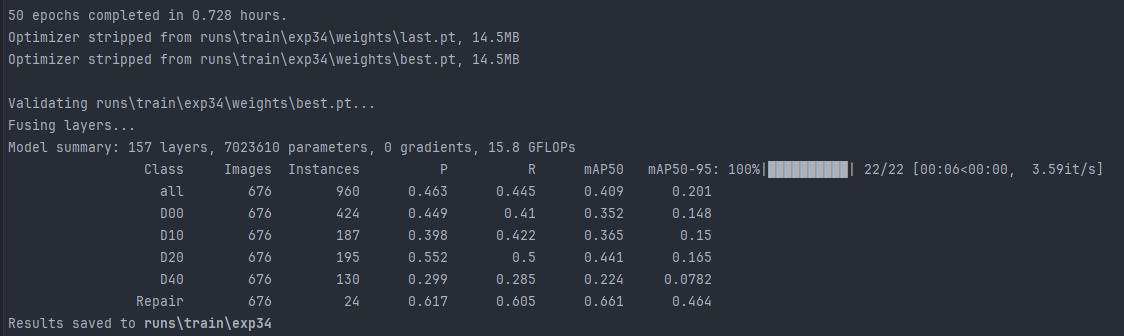 50 epochs completed in 0.728 hours.
Optimizer stripped from runs\train\exp34\weights\last.pt, 14.5MB
Optimizer stripped from runs\train\exp34\weights\best.pt, 14.5MB
Validating runs\train\exp34\weights\best.pt...
Fusing layers...
Model summary: 157 layers, 7023610 parameters, 0 gradients, 15.8 GFLOPs
Class Images Instances P R mAP50 mAP50-95: 100%|██████████| 22/22 [00:06<00:00, 3.59it/s]
all 676 960 0.463 0.445 0.409 0.201
D00 676 424 0.449 0.41 0.352 0.148
D10 676 187 0.398 0.422 0.365 0.15
D20 676 195 0.552 0.5 0.441 0.165
D40 676 130 0.299 0.285 0.224 0.0782
Repair 676 24 0.617 0.605 0.661 0.464
Results saved to runs\train\exp34